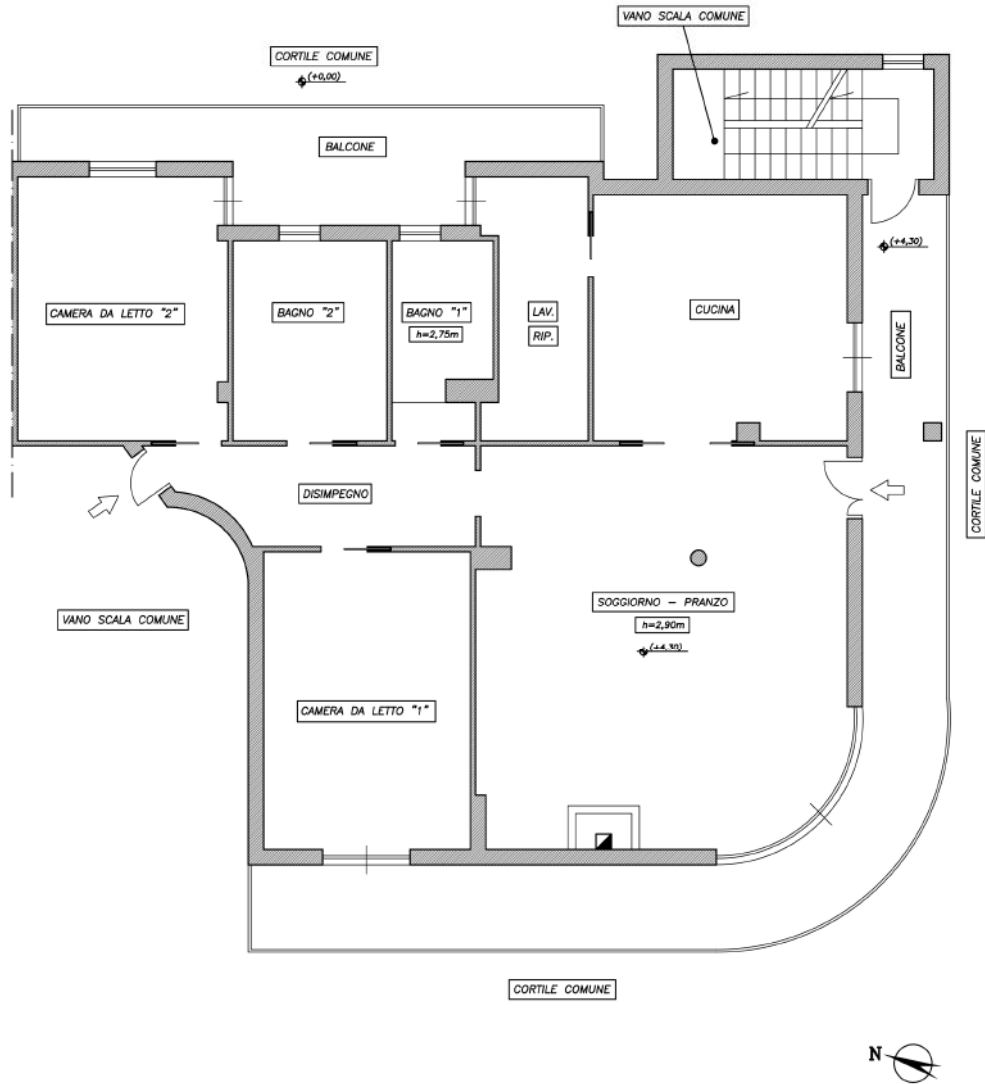 VANO SCALA COMUNE
CORTILE COMUNE
(+0,00)
BALCONE
(+4,30)
CAMERA DA LETTO "2"
BAGNO "2"
BAGNO "1"
h=2,75m
LAV.
RIP.
CUCINA
BALCONE
CORTILE COMUNE
DISIMPEGNO
VANO SCALA COMUNE
SOGGIORNO - PRANZO
h=2,90m
(+4,30)
CAMERA DA LETTO "1"
CORTILE COMUNE
N